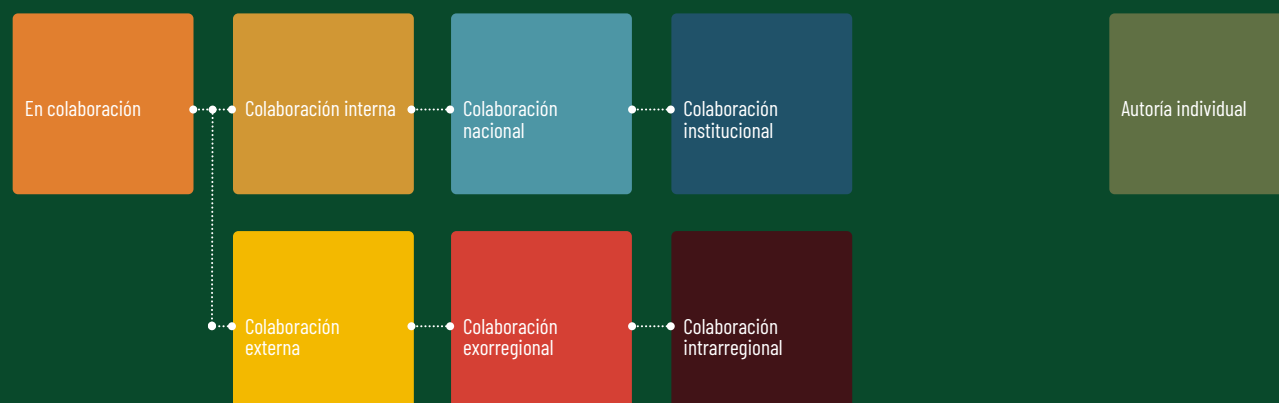 En colaboración
Colaboración interna
Colaboración
nacional
Colaboración
institucional
Autoría individual
Colaboración
externa
Colaboración
exorregional
Colaboración
intrarregional